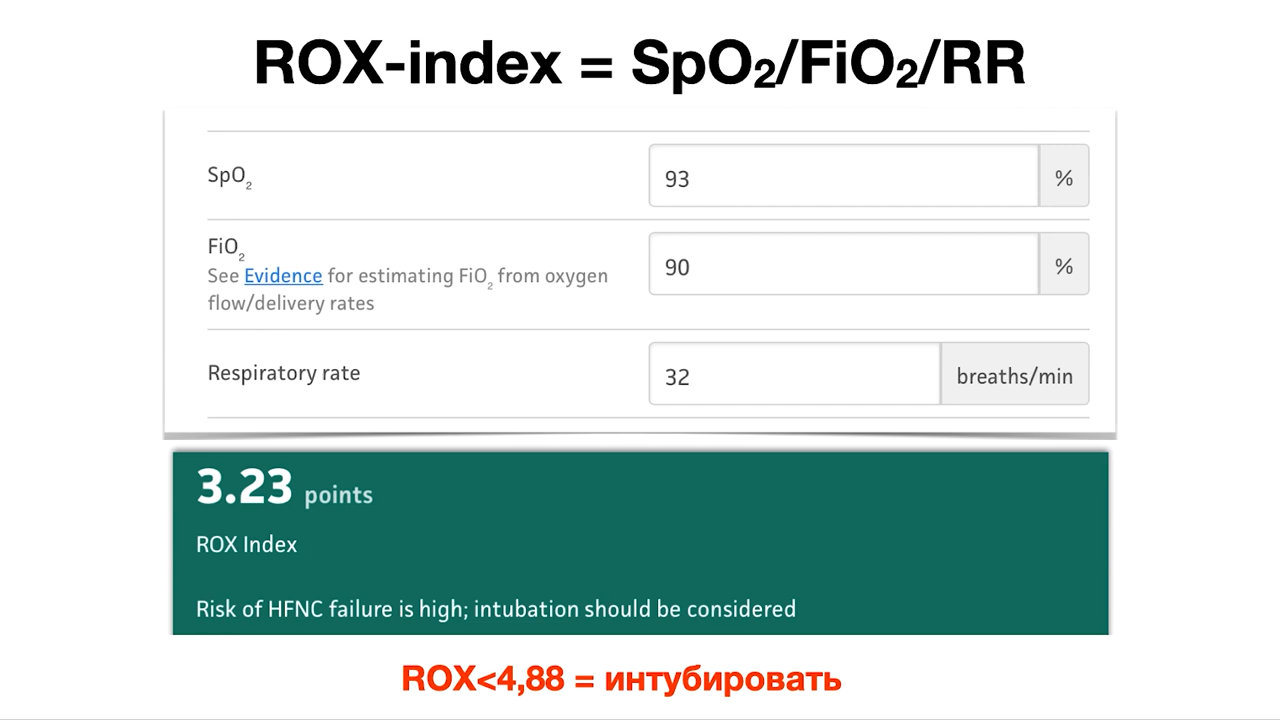 ROX-index = SpO₂/FiO₂/RR
SpO₂
93 %
FiO₂
See Evidence for estimating FiO₂ from oxygen
flow/delivery rates
90 %
Respiratory rate
32 breaths/min
3.23 points
ROX Index
Risk of HFNC failure is high; intubation should be considered
ROX<4,88 = интубировать